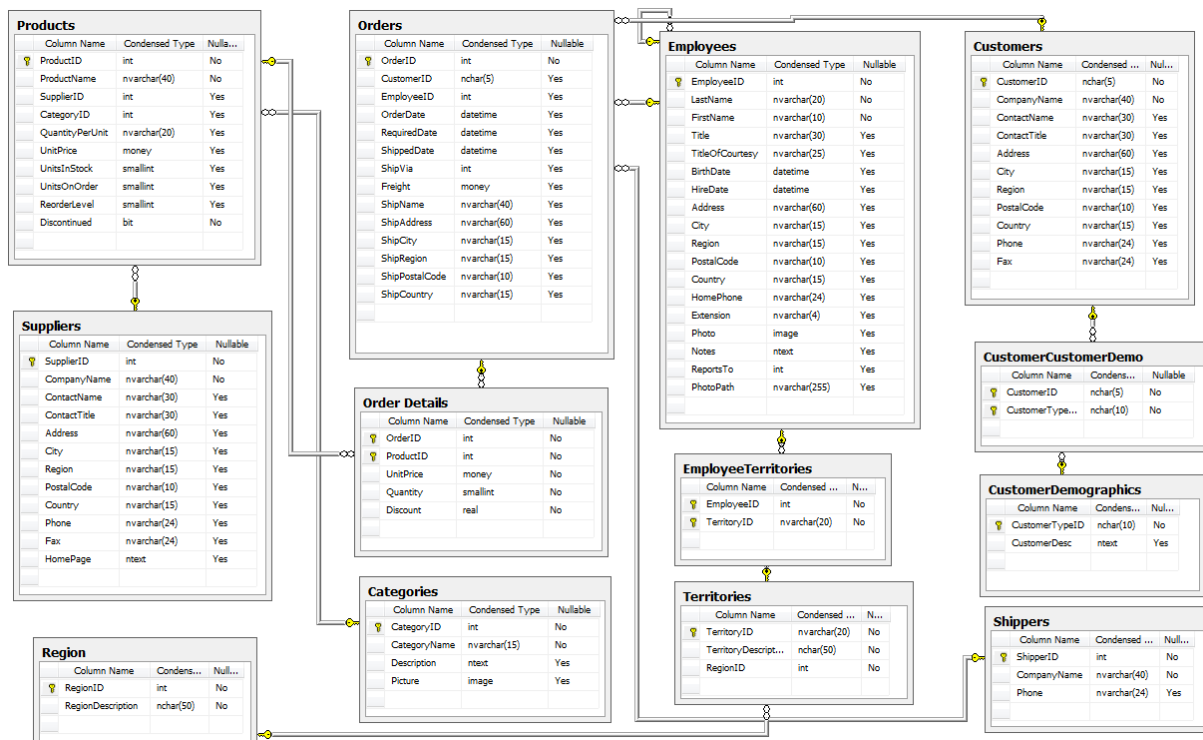 Products
Column Name Condensed Type Nulla...
ProductID int No
ProductName nvarchar(40) No
SupplierID int Yes
CategoryID int Yes
QuantityPerUnit nvarchar(20) Yes
UnitPrice money Yes
UnitsInStock smallint Yes
UnitsOnOrder smallint Yes
ReorderLevel smallint Yes
Discontinued bit No
Orders
Column Name Condensed Type Nullable
OrderID int No
CustomerID nchar(5) Yes
EmployeeID int Yes
OrderDate datetime Yes
RequiredDate datetime Yes
ShippedDate datetime Yes
ShipVia int Yes
Freight money Yes
ShipName nvarchar(40) Yes
ShipAddress nvarchar(60) Yes
ShipCity nvarchar(15) Yes
ShipRegion nvarchar(15) Yes
ShipPostalCode nvarchar(10) Yes
ShipCountry nvarchar(15) Yes
Employees
Column Name Condensed Type Nullable
EmployeeID int No
LastName nvarchar(20) No
FirstName nvarchar(10) No
Title nvarchar(30) Yes
TitleOfCourtesy nvarchar(25) Yes
BirthDate datetime Yes
HireDate datetime Yes
Address nvarchar(60) Yes
City nvarchar(15) Yes
Region nvarchar(15) Yes
PostalCode nvarchar(10) Yes
Country nvarchar(15) Yes
HomePhone nvarchar(24) Yes
Extension nvarchar(4) Yes
Photo image Yes
Notes ntext Yes
ReportsTo int Yes
PhotoPath nvarchar(255) Yes
Customers
Column Name Condensed ... Nul...
CustomerID nchar(5) No
CompanyName nvarchar(40) No
ContactName nvarchar(30) Yes
ContactTitle nvarchar(30) Yes
Address nvarchar(60) Yes
City nvarchar(15) Yes
Region nvarchar(15) Yes
PostalCode nvarchar(10) Yes
Country nvarchar(15) Yes
Phone nvarchar(24) Yes
Fax nvarchar(24) Yes
Suppliers
Column Name Condensed Type Nullable
SupplierID int No
CompanyName nvarchar(40) No
ContactName nvarchar(30) Yes
ContactTitle nvarchar(30) Yes
Address nvarchar(60) Yes
City nvarchar(15) Yes
Region nvarchar(15) Yes
PostalCode nvarchar(10) Yes
Country nvarchar(15) Yes
Phone nvarchar(24) Yes
Fax nvarchar(24) Yes
HomePage ntext Yes
Order Details
Column Name Condensed Type Nullable
OrderID int No
ProductID int No
UnitPrice money No
Quantity smallint No
Discount real No
CustomerCustomerDemo
Column Name Condens... Nullable
CustomerID nchar(5) No
CustomerType... nchar(10) No
EmployeeTerritories
Column Name Condensed ... N...
EmployeeID int No
TerritoryID nvarchar(20) No
CustomerDemographics
Column Name Condens... Nul...
CustomerTypeID nchar(10) No
CustomerDesc ntext Yes
Categories
Column Name Condensed Type Nullable
CategoryID int No
CategoryName nvarchar(15) No
Description ntext Yes
Picture image Yes
Territories
Column Name Condensed ... N...
TerritoryID nvarchar(20) No
TerritoryDescript... nchar(50) No
RegionID int No
Shippers
Column Name Condensed ... Null...
ShipperID int No
CompanyName nvarchar(40) No
Phone nvarchar(24) Yes
Region
Column Name Condens... Null...
RegionID int No
RegionDescription nchar(50) No